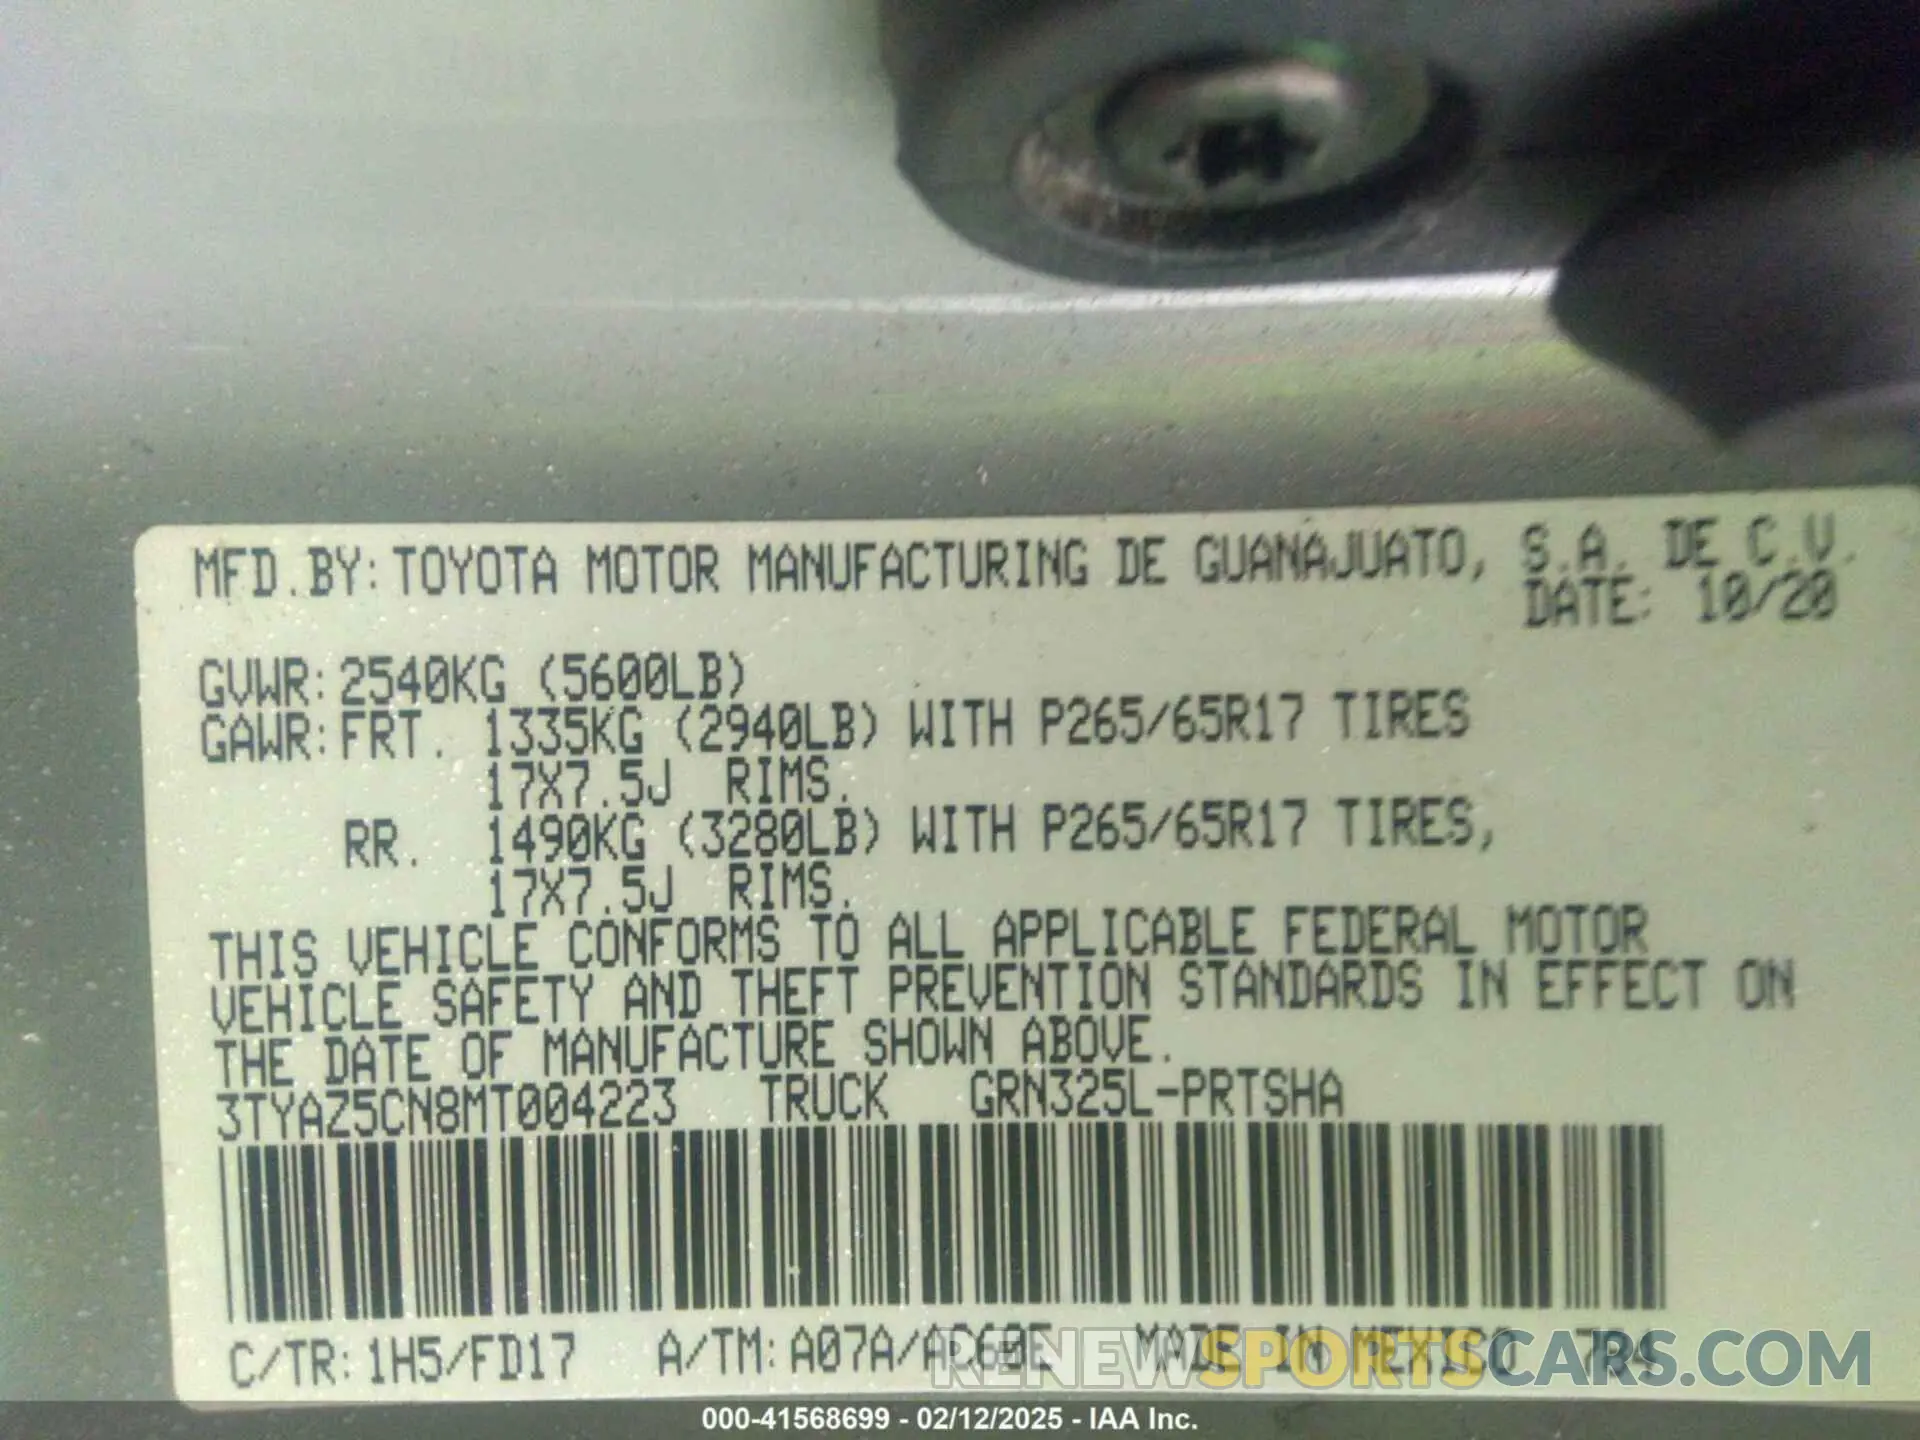 MFD.BY: TOYOTA MOTOR MANUFACTURING DE GUANAJUATO, S.A. DE C.V.
DATE: 10/20
GVWR: 2540KG (5600LB)
GAWR: FRT. 1335KG (2940LB) WITH P265/65R17 TIRES
17X7.5J RIMS.
RR. 1490KG (3280LB) WITH P265/65R17 TIRES,
17X7.5J RIMS.
THIS VEHICLE CONFORMS TO ALL APPLICABLE FEDERAL MOTOR
VEHICLE SAFETY AND THEFT PREVENTION STANDARDS IN EFFECT ON
THE DATE OF MANUFACTURE SHOWN ABOVE.
3TYAZ5CN8MT004223 TRUCK GRN325L-PRTSHA
C/TR: 1H5/FD17 A/TM: A07A/AC60E MADE IN MEXICO
RENEWSPORTSCARS.COM
000-41568699 - 02/12/2025 - IAA Inc.